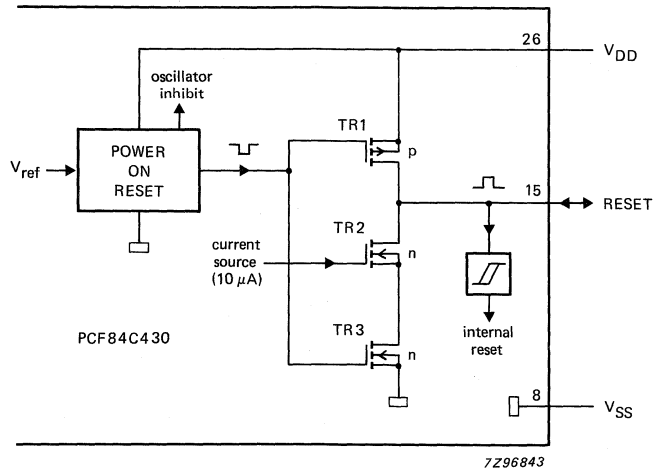 26
V_DD
oscillator
inhibit
TR1
p
POWER
ON
RESET
V_ref
15
RESET
TR2
n
current
source
(10 μA)
internal
reset
TR3
n
PCF84C430
8
V_SS
7Z96843